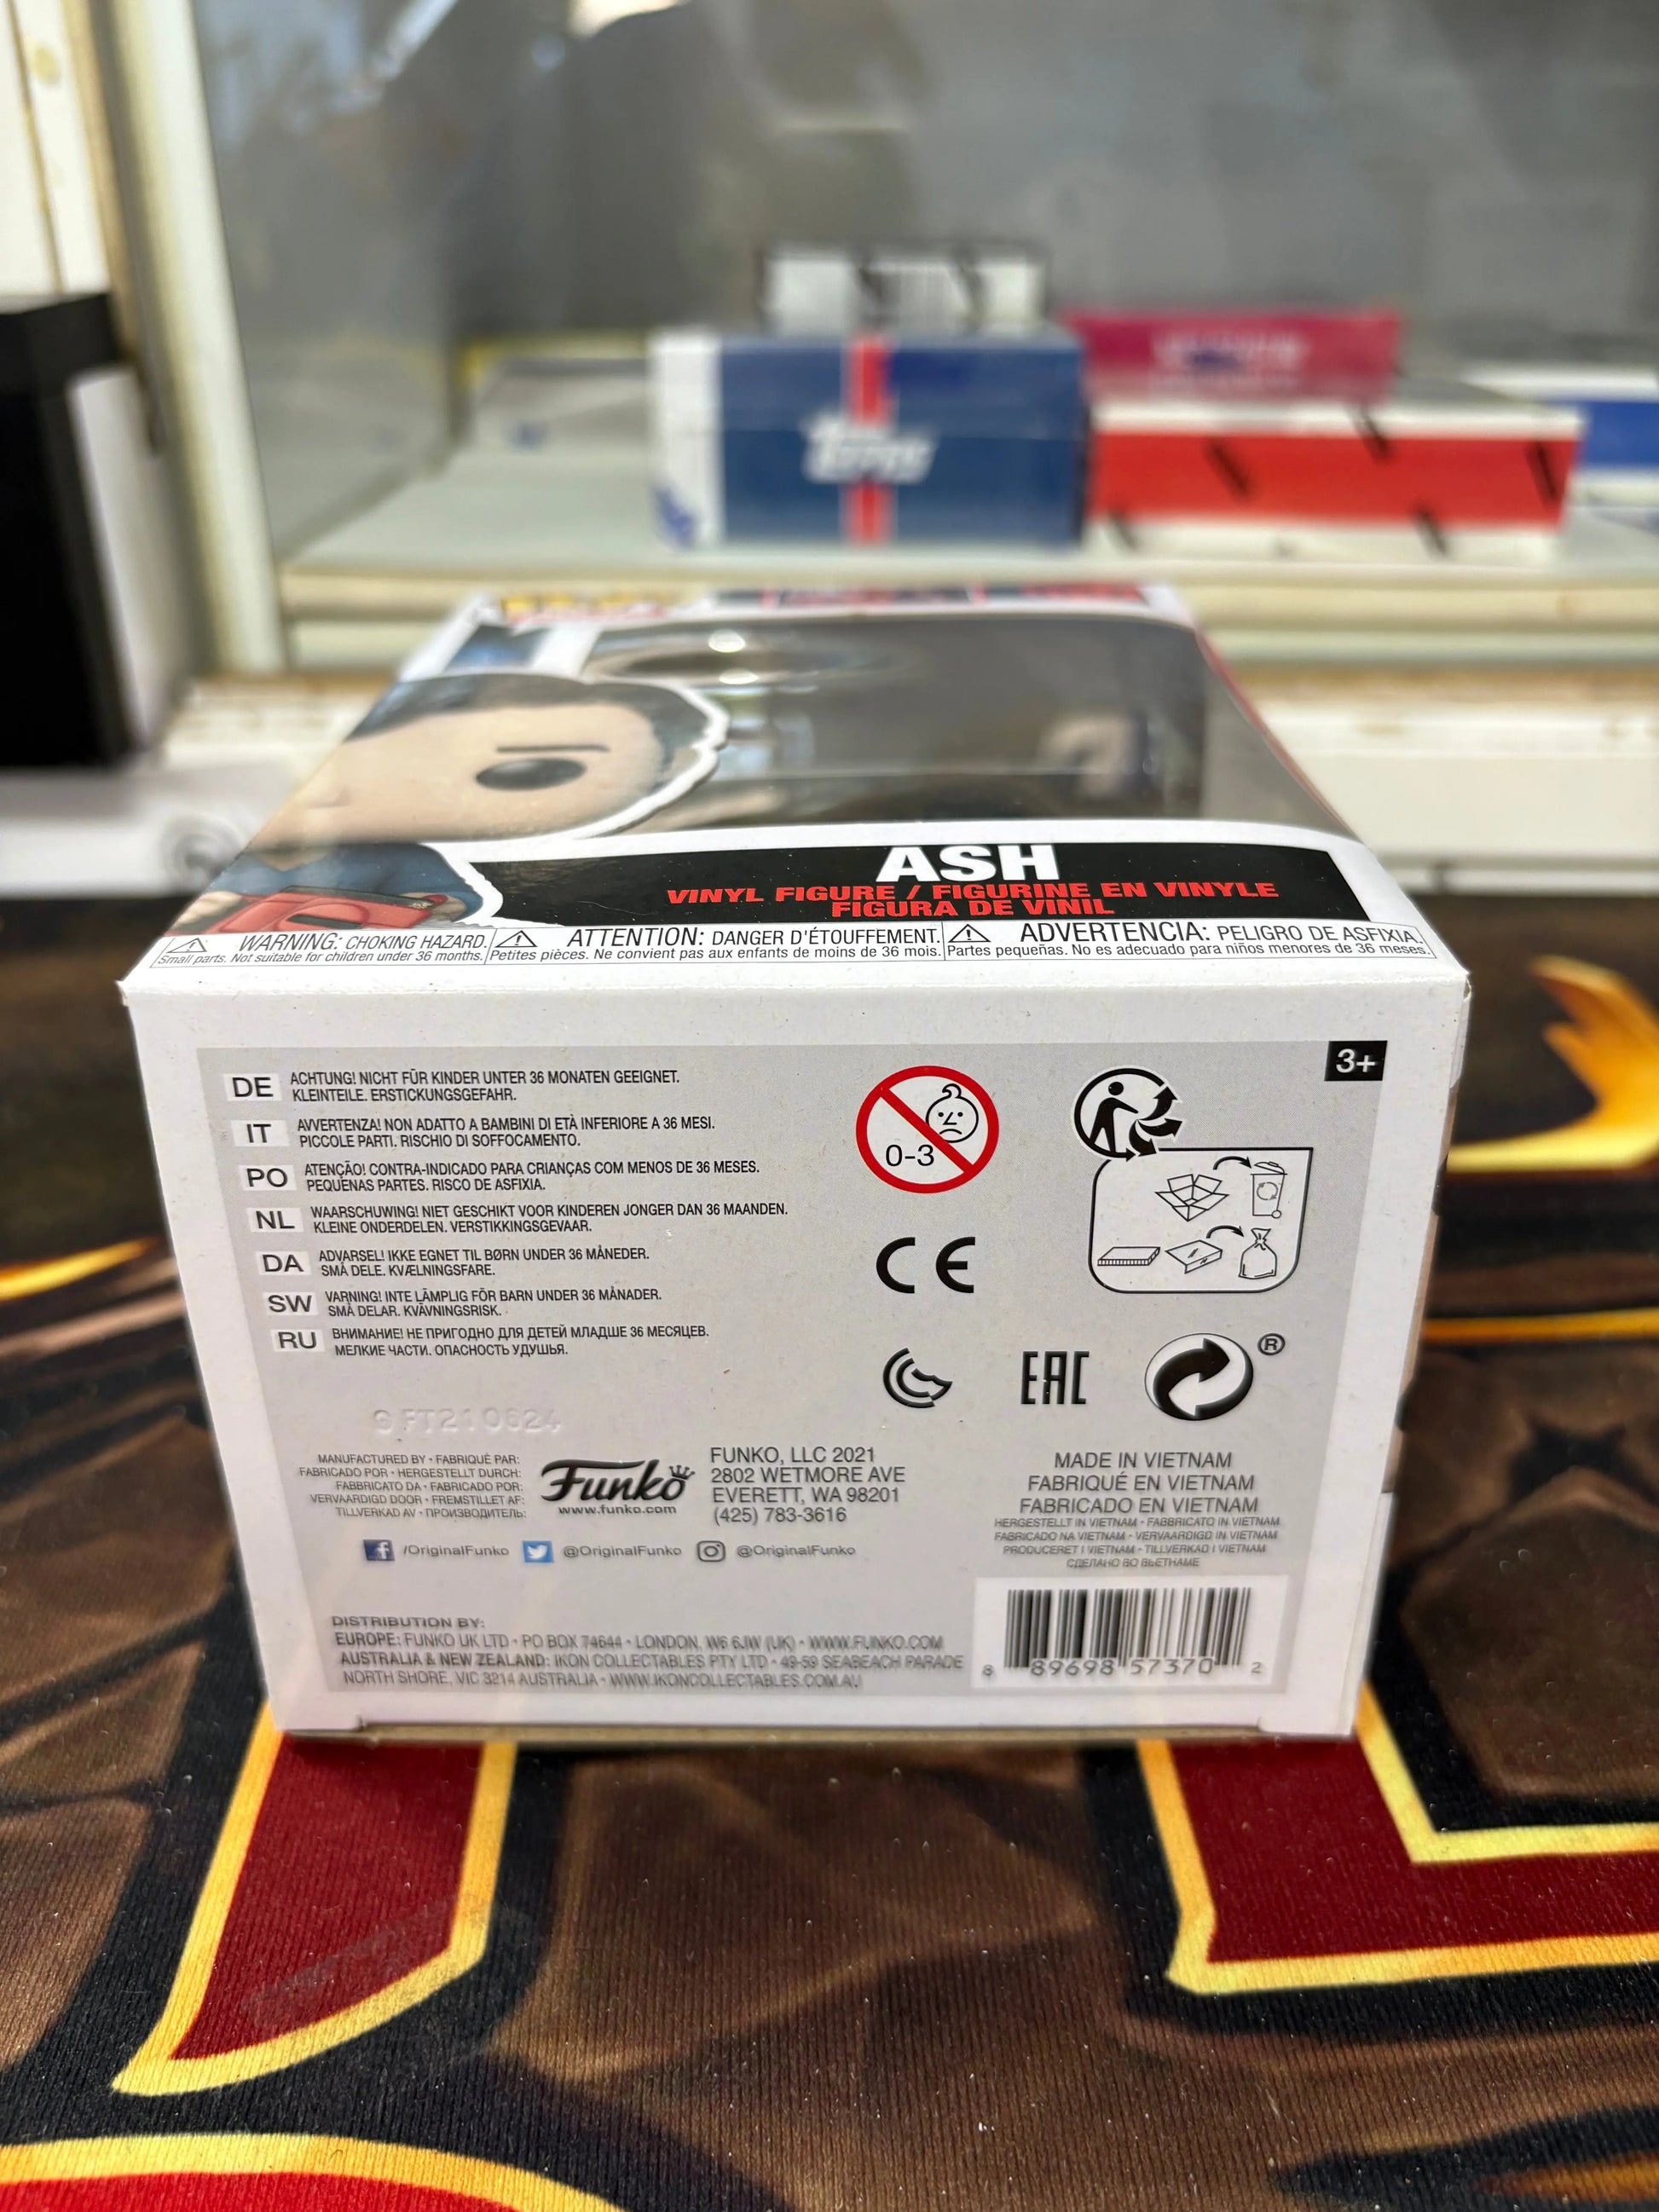 Topps
ASH
VINYL FIGURE / FIGURINE EN VINYLE
FIGURA DE VINIL
WARNING: CHOKING HAZARD.
Small parts. Not suitable for children under 36 months.
ATTENTION: DANGER D'ÉTOUFFEMENT.
Petites pièces. Ne convient pas aux enfants de moins de 36 mois.
ADVERTENCIA: PELIGRO DE ASFIXIA.
Partes pequeñas. No es adecuado para niños menores de 36 meses.
3+
DE ACHTUNG! NICHT FÜR KINDER UNTER 36 MONATEN GEEIGNET.
KLEINTEILE. ERSTICKUNGSGEFAHR.
IT AVVERTENZA! NON ADATTO A BAMBINI DI ETÀ INFERIORE A 36 MESI.
PICCOLE PARTI. RISCHIO DI SOFFOCAMENTO.
PO ATENÇÃO! CONTRA-INDICADO PARA CRIANÇAS COM MENOS DE 36 MESES.
PEQUENAS PARTES. RISCO DE ASFIXIA.
NL WAARSCHUWING! NIET GESCHIKT VOOR KINDEREN JONGER DAN 36 MAANDEN.
KLEINE ONDERDELEN. VERSTIKKINGSGEVAAR.
DA ADVARSEL! IKKE EGNET TIL BØRN UNDER 36 MÅNEDER.
SMÅ DELE. KVÆLNINGSFARE.
SW VARNING! INTE LÄMPLIG FÖR BARN UNDER 36 MÅNADER.
SMÅ DELAR. KVÄVNINGSRISK.
RU ВНИМАНИЕ! НЕ ПРИГОДНО ДЛЯ ДЕТЕЙ МЛАДШЕ 36 МЕСЯЦЕВ.
МЕЛКИЕ ЧАСТИ. ОПАСНОСТЬ УДУШЬЯ.
0-3
CE
EAC
®
FT210624
MANUFACTURED BY • FABRIQUÉ PAR:
FABRICADO POR • HERGESTELLT DURCH:
FABBRICATO DA • FABRICADO POR:
VERVAARDIGD DOOR • FREMSTILLET AF:
TILLVERKAD AV • ПРОИЗВОДИТЕЛЬ:
Funko
www.funko.com
FUNKO, LLC 2021
2802 WETMORE AVE
EVERETT, WA 98201
(425) 783-3616
/OriginalFunko @OriginalFunko @OriginalFunko
MADE IN VIETNAM
FABRIQUÉ EN VIETNAM
FABRICADO EN VIETNAM
HERGESTELLT IN VIETNAM • FABBRICATO IN VIETNAM
FABRICADO NA VIETNAM • VERVAARDIGD IN VIETNAM
PRODUCERET I VIETNAM • TILLVERKAD I VIETNAM
СДЕЛАНО ВО ВЬЕТНАМЕ
DISTRIBUTION BY:
EUROPE: FUNKO UK LTD • PO BOX 74644 • LONDON, W6 6JW (UK) • WWW.FUNKO.COM
AUSTRALIA & NEW ZEALAND: IKON COLLECTABLES PTY LTD • 49-59 SEABEACH PARADE
NORTH SHORE, VIC 3214 AUSTRALIA • WWW.IKONCOLLECTABLES.COM.AU
8 89698 57370 2